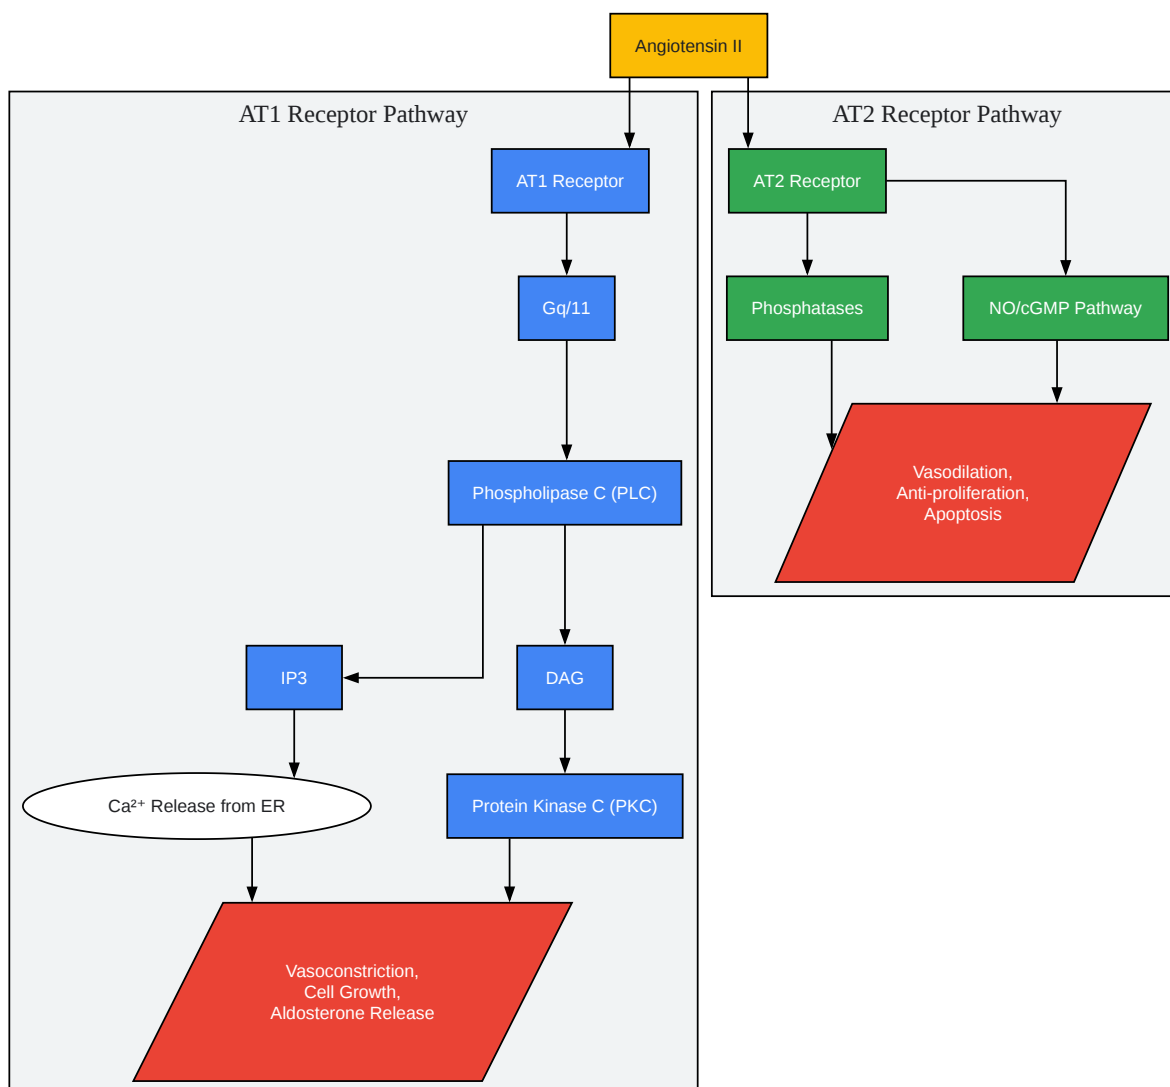 Angiotensin II
AT1 Receptor Pathway
AT2 Receptor Pathway
AT1 Receptor
AT2 Receptor
Gq/11
Phosphatases
NO/cGMP Pathway
Phospholipase C (PLC)
Vasodilation,
Anti-proliferation,
Apoptosis
IP3
DAG
Ca²⁺ Release from ER
Protein Kinase C (PKC)
Vasoconstriction,
Cell Growth,
Aldosterone Release